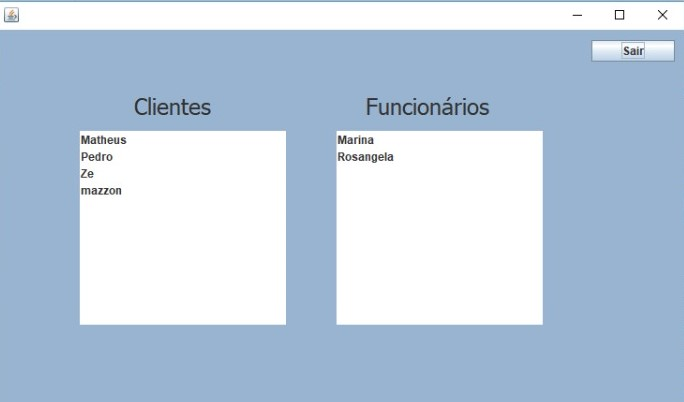 Sair
Clientes
Funcionários
Matheus
Pedro
Ze
mazzon
Marina
Rosangela